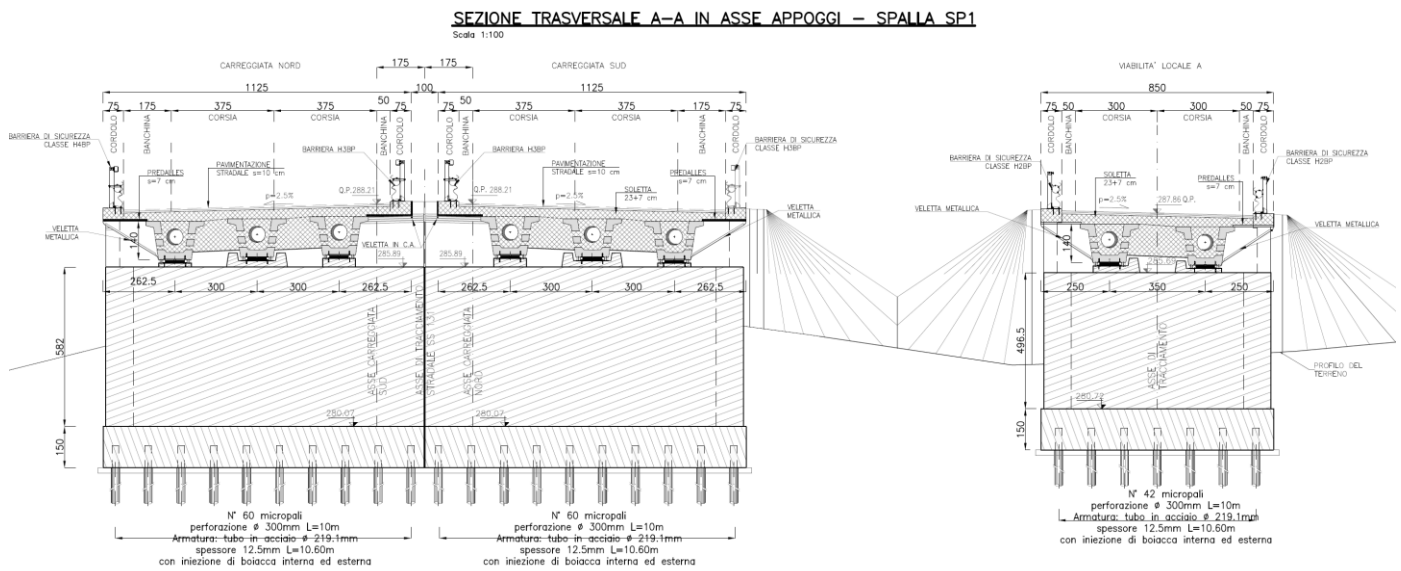 SEZIONE TRASVERSALE A-A IN ASSE APPOGGI - SPALLA SP1
Scala 1:100
175 175
CARREGGIATA NORD
CARREGGIATA SUD
VIABILITA' LOCALE A
1125 100 1125
850
75 175 375 375 50 75
75 50 375 375 175 75
75 50 300 300 50 75
CORDOLO
BANCHINA
CORSIA
CORSIA
BANCHINA
CORDOLO
CORDOLO
BANCHINA
CORSIA
CORSIA
BANCHINA
CORDOLO
CORDOLO
BANCHINA
CORSIA
CORSIA
BANCHINA
CORDOLO
BARRIERA DI SICUREZZA
CLASSE H4BP
BARRIERA H3BP
BARRIERA H3BP
BARRIERA DI SICUREZZA
CLASSE H3BP
BARRIERA DI SICUREZZA
CLASSE H2BP
BARRIERA DI SICUREZZA
CLASSE H2BP
PREDALLES
s=7 cm
PAVIMENTAZIONE
STRADALE s=10 cm
PAVIMENTAZIONE
STRADALE s=10 cm
PREDALLES
s=7 cm
SOLETTA
23+7 cm
PREDALLES
s=7 cm
p=2.5%
Q.P. 288.21
Q.P. 288.21
p=2.5%
SOLETTA
23+7 cm
p=2.5%
287.86 Q.P.
VELETTA
METALLICA
140
VELETTA IN C.A.
285.89
285.89
VELETTA
METALLICA
VELETTA
METALLICA
140
VELETTA METALLICA
262.5 300 300
262.5 300 300 262.5
250 350 250
582
ASSE CARREGGIATA
SUD
ASSE DI TRACCIAMENTO
ASSE CARREGGIATA
NORD
496.5
ASSE DI
TRACCIAMENTO
PROFILO DEL
TERRENO
280.07
280.07
280.72
150
150
N° 60 micropali
perforazione ø 300mm L=10m
Armatura: tubo in acciaio ø 219.1mm
spessore 12.5mm L=10.60m
con iniezione di boiacca interna ed esterna
N° 60 micropali
perforazione ø 300mm L=10m
Armatura: tubo in acciaio ø 219.1mm
spessore 12.5mm L=10.60m
con iniezione di boiacca interna ed esterna
N° 42 micropali
perforazione ø 300mm L=10m
Armatura: tubo in acciaio ø 219.1mm
spessore 12.5mm L=10.60m
con iniezione di boiacca interna ed esterna